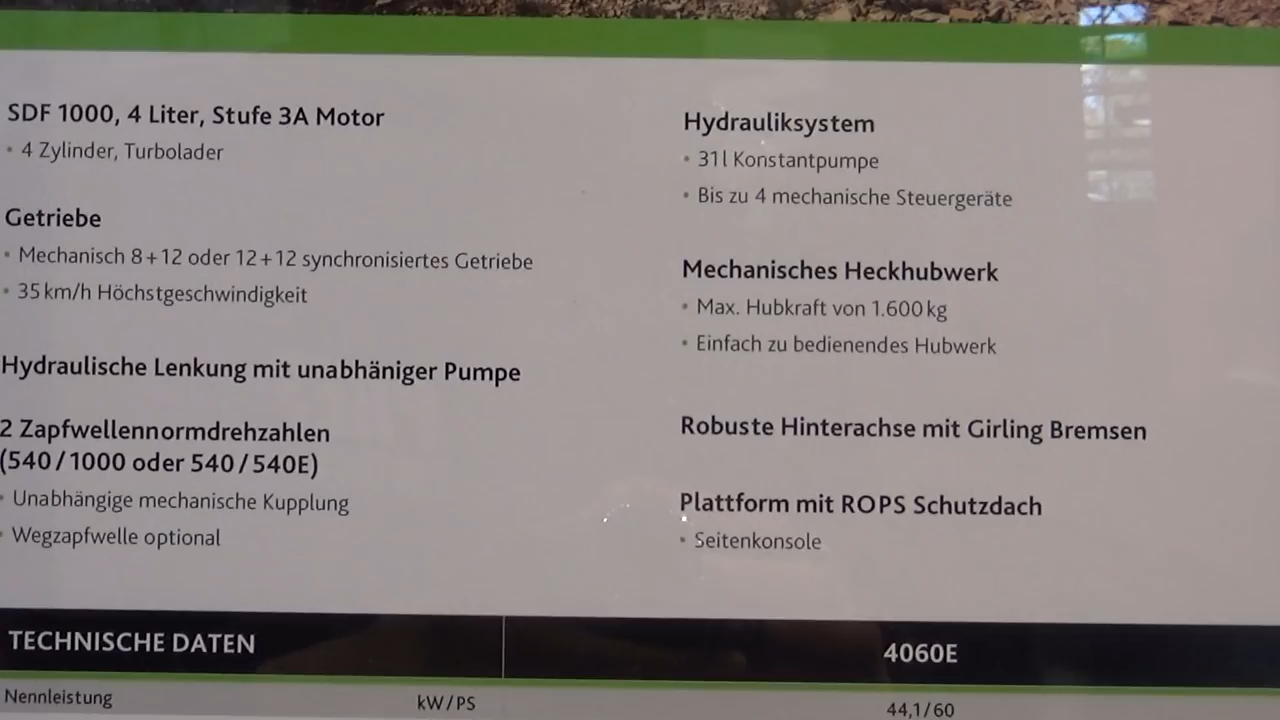 SDF 1000, 4 Liter, Stufe 3A Motor
• 4 Zylinder, Turbolader
Getriebe
• Mechanisch 8+12 oder 12+12 synchronisiertes Getriebe
• 35 km/h Höchstgeschwindigkeit
Hydraulische Lenkung mit unabhäniger Pumpe
2 Zapfwellennormdrehzahlen
(540/1000 oder 540/540E)
• Unabhängige mechanische Kupplung
• Wegzapfwelle optional
Hydrauliksystem
• 31 l Konstantpumpe
• Bis zu 4 mechanische Steuergeräte
Mechanisches Heckhubwerk
• Max. Hubkraft von 1.600 kg
• Einfach zu bedienendes Hubwerk
Robuste Hinterachse mit Girling Bremsen
Plattform mit ROPS Schutzdach
• Seitenkonsole
TECHNISCHE DATEN 4060E
Nennleistung kW/PS 44,1/60